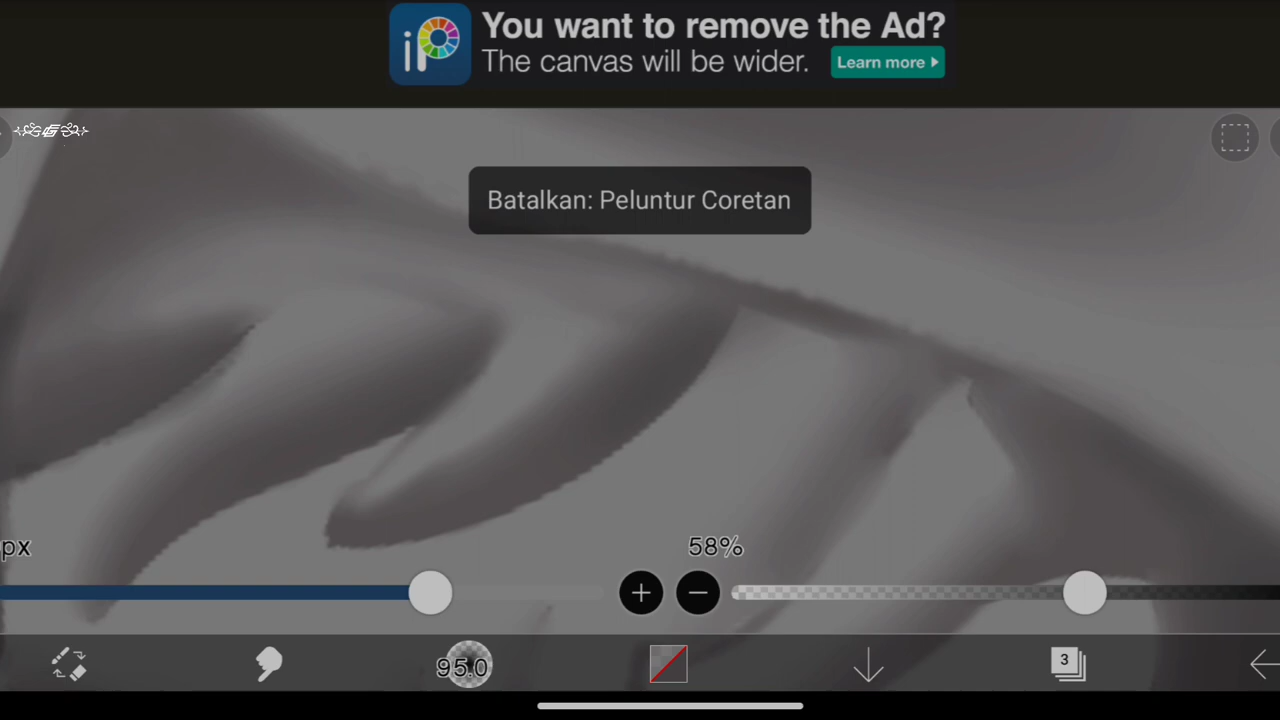 iP
You want to remove the Ad?
The canvas will be wider.
Learn more
Batalkan: Peluntur Coretan
px
58%
95.0
3